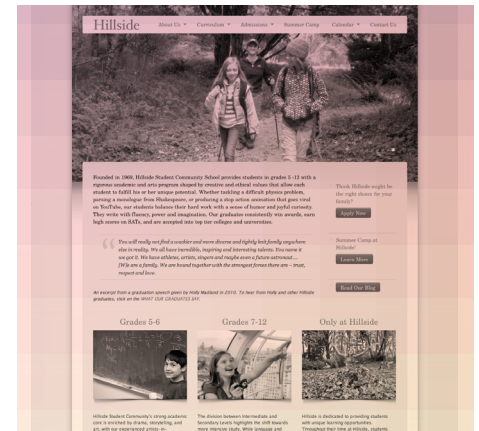 Hillside
About Us Curriculum Admissions Summer Camp Calendar Contact Us
Founded in 1969, Hillside Student Community School provides students in grades 5 -12 with a
rigorous academic and arts program shaped by creative and ethical values that allow each
student to fulfill his or her unique potential. Whether tackling a difficult physics problem,
parsing a monologue from Shakespeare, or producing a stop action animation that goes viral
on YouTube, our students balance their hard work with a sense of humor and joyful curiosity.
They write with fluency, power and imagination. Our graduates consistently win awards, earn
high scores on SATs, and are accepted into top tier colleges and universities.
Think Hillside might be
the right choice for your
family?
Apply Now
Summer Camp at
Hillside!
Learn More
Read Our Blog
“ You will really not find a wackier and more diverse and tightly knit family anywhere
else in reality. We all have incredible, inspiring and interesting talents. You name it
we got it. We have athletes, artists, singers and maybe even a future astronaut....
[W]e are a family. We are bound together with the strongest forces there are – trust,
respect and love.
An excerpt from a graduation speech given by Holly Maitland in 2010. To hear from Holly and other Hillside
graduates, click on the WHAT OUR GRADUATES SAY.
Grades 5-6
Grades 7-12
Only at Hillside
Hillside Student Community's strong academic
core is enriched by drama, storytelling, and
art, with our experienced artists-in-
The division between Intermediate and
Secondary Levels highlights the shift towards
more intensive study. While language and
Hillside is dedicated to providing students
with unique learning opportunities.
Throughout their time at Hillside, students